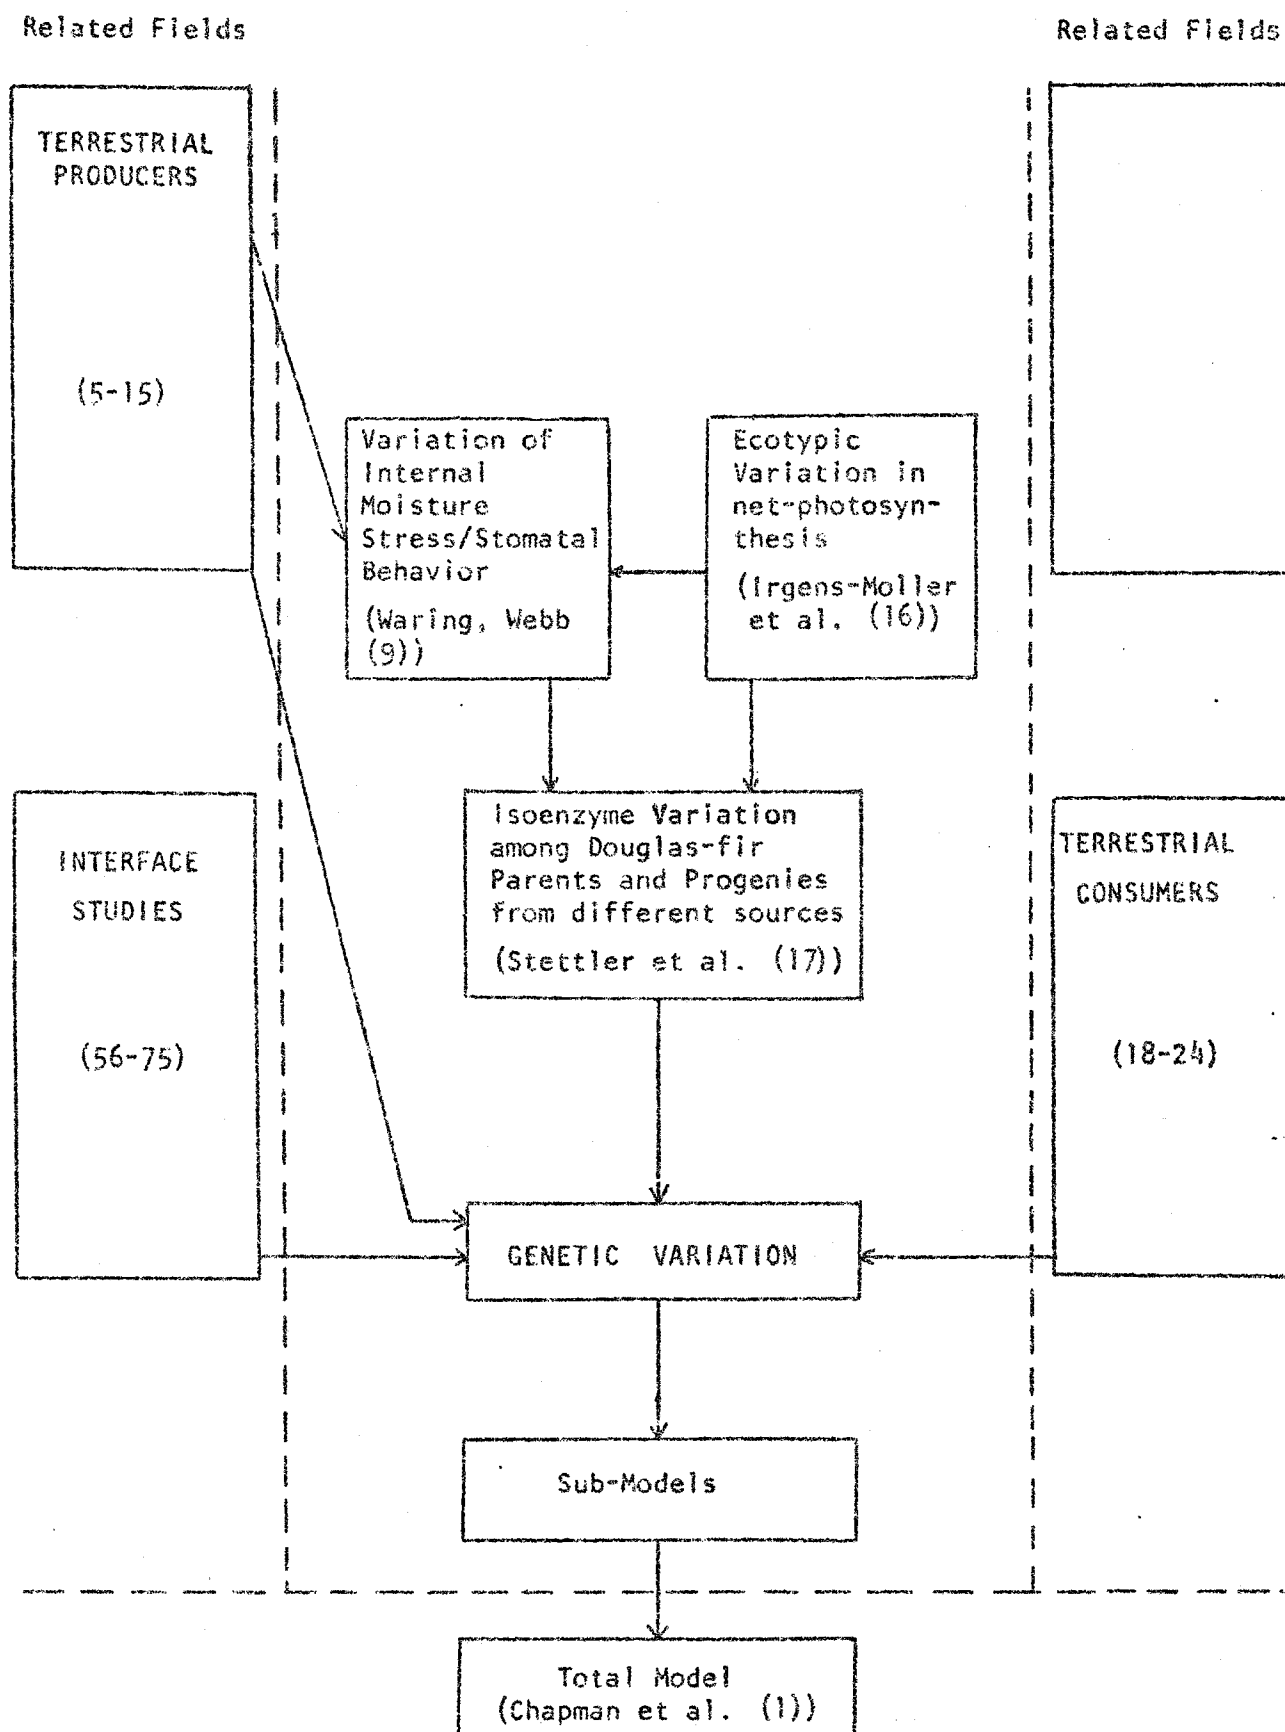 Related Fields
Related Fields
TERRESTRIAL
PRODUCERS
(5-15)
Variation of
Internal
Moisture
Stress/Stomatal
Behavior
(Waring, Webb
(9))
Ecotypic
Variation in
net-photosyn-
thesis
(Irgens-Moller
et al. (16))
INTERFACE
STUDIES
(56-75)
Isoenzyme Variation
among Douglas-fir
Parents and Progenies
from different sources
(Stettler et al. (17))
TERRESTRIAL
CONSUMERS
(18-24)
GENETIC VARIATION
Sub-Models
Total Model
(Chapman et al. (1))